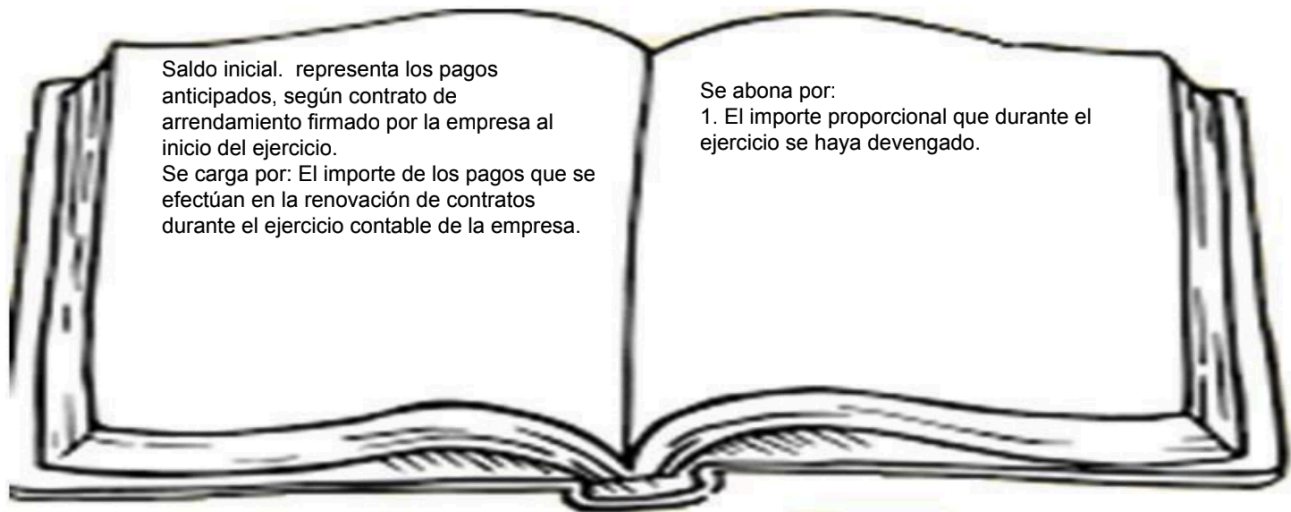 Saldo inicial.  representa los pagos
anticipados, según contrato de
arrendamiento firmado por la empresa al
inicio del ejercicio.
Se carga por: El importe de los pagos que se
efectúan en la renovación de contratos
durante el ejercicio contable de la empresa.
Se abona por:
1. El importe proporcional que durante el
ejercicio se haya devengado.